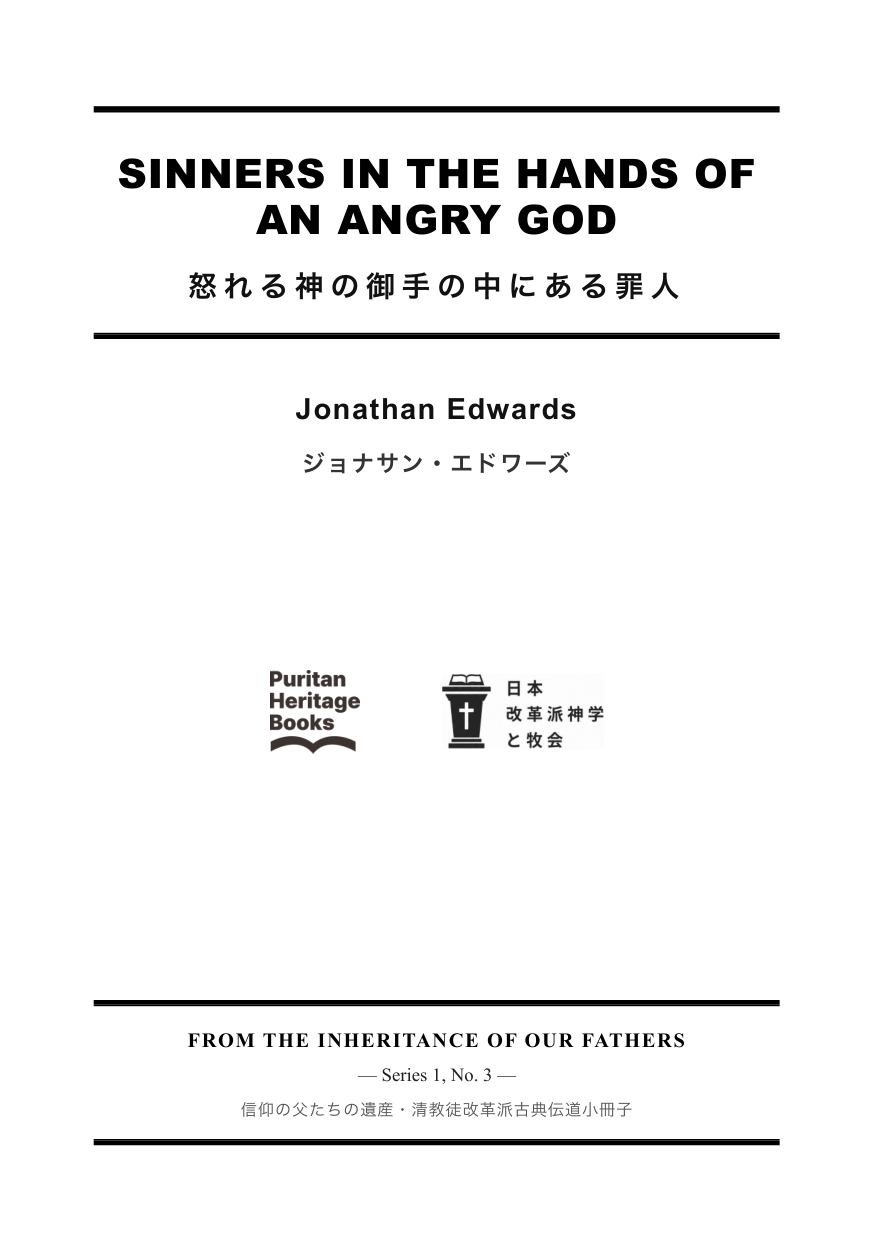 SINNERS IN THE HANDS OF
AN ANGRY GOD
怒れる神の御手の中にある罪人
Jonathan Edwards
ジョナサン・エドワーズ
Puritan
Heritage
Books
日本
改革派神学
と牧会
FROM THE INHERITANCE OF OUR FATHERS
— Series 1, No. 3 —
信仰の父たちの遺産・清教徒改革派古典伝道小冊子